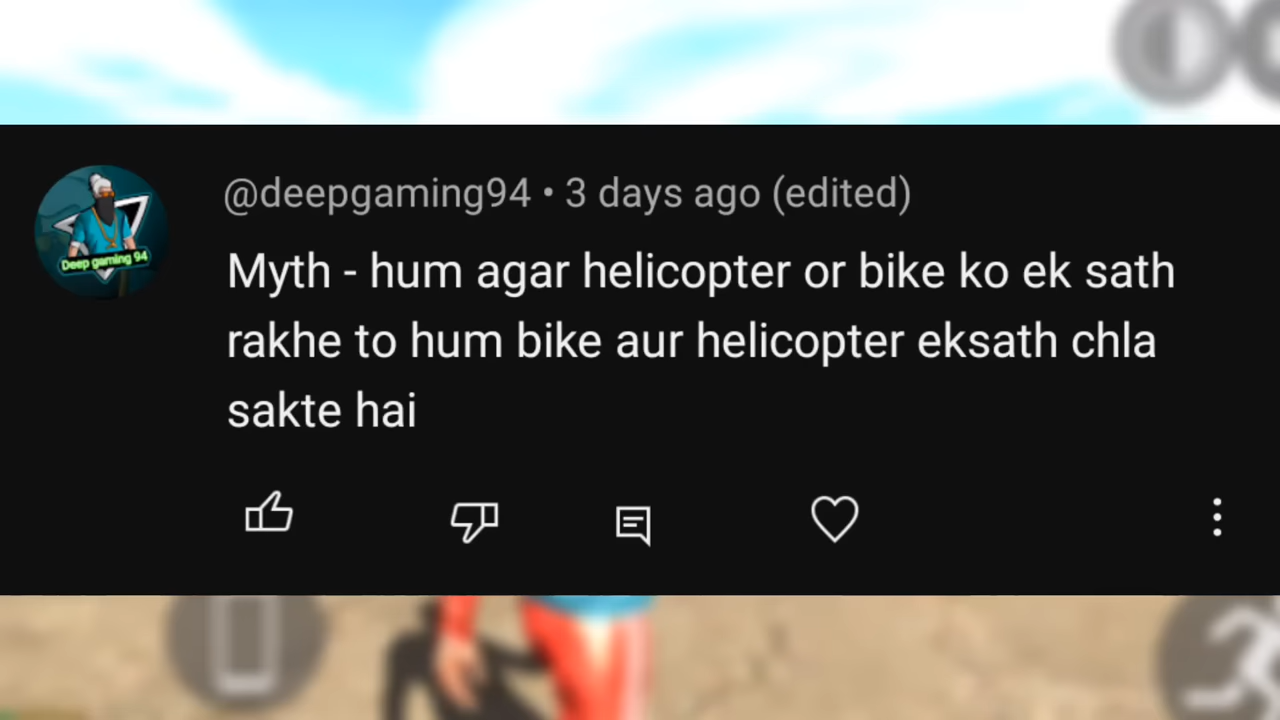 @deepgaming94 • 3 days ago (edited)
Deep gaming 94
Myth - hum agar helicopter or bike ko ek sath
rakhe to hum bike aur helicopter eksath chla
sakte hai